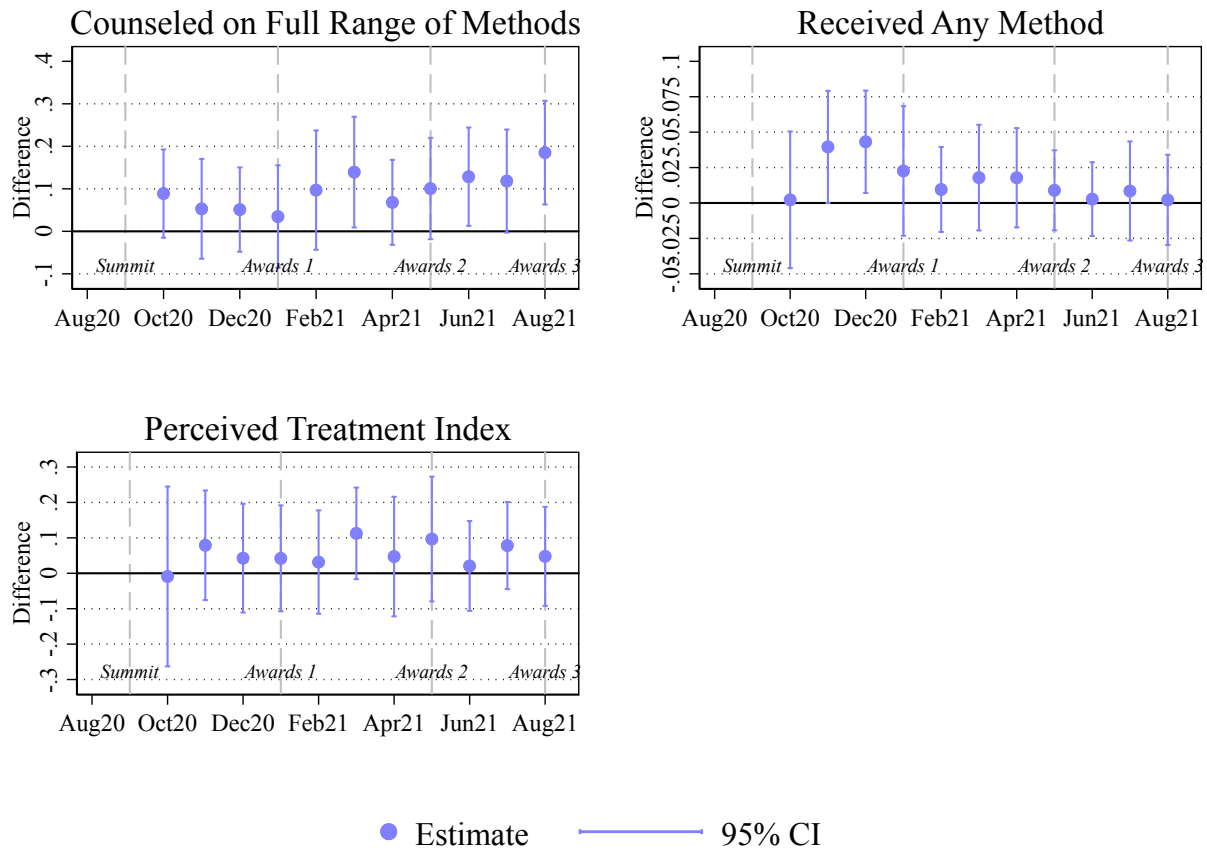 Counseled on Full Range of Methods
Difference
.4
.3
.2
.1
0
-.1
Summit
Awards 1
Awards 2
Awards 3
Aug20 Oct20 Dec20 Feb21 Apr21 Jun21 Aug21
Received Any Method
Difference
.1
.075
.05
.025
0
-.025
-.05
Summit
Awards 1
Awards 2
Awards 3
Aug20 Oct20 Dec20 Feb21 Apr21 Jun21 Aug21
Perceived Treatment Index
Difference
.3
.2
.1
0
-.1
-.2
-.3
Summit
Awards 1
Awards 2
Awards 3
Aug20 Oct20 Dec20 Feb21 Apr21 Jun21 Aug21
Estimate
95% CI